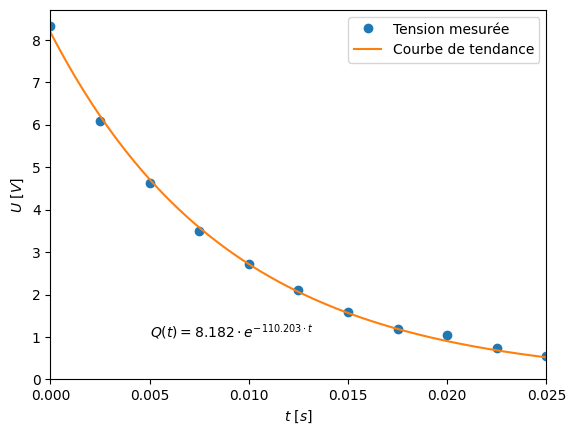 8
7
6
5
4
3
2
1
0
U [V]
Tension mesurée
Courbe de tendance
Q(t) = 8.182 · e^{−110.203 · t}
0.000 0.005 0.010 0.015 0.020 0.025
t [s]